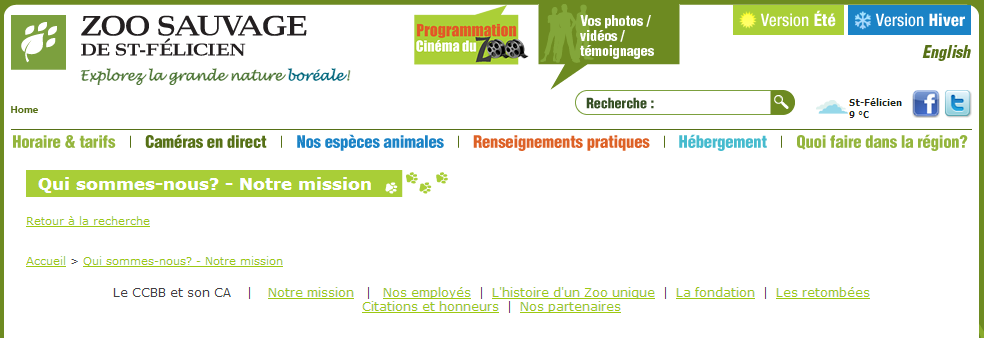 ZOO SAUVAGE
DE ST-FÉLICIEN
Explorez la grande nature boréale!
Programmation
Cinéma du Zoo
Vos photos /
vidéos /
témoignages
Version Été
Version Hiver
English
Home
Recherche :
St-Félicien
9 °C
Horaire & tarifs | Caméras en direct | Nos espèces animales | Renseignements pratiques | Hébergement | Quoi faire dans la région?
Qui sommes-nous? - Notre mission
Retour à la recherche
Accueil > Qui sommes-nous? - Notre mission
Le CCBB et son CA | Notre mission | Nos employés | L'histoire d'un Zoo unique | La fondation | Les retombées
Citations et honneurs | Nos partenaires